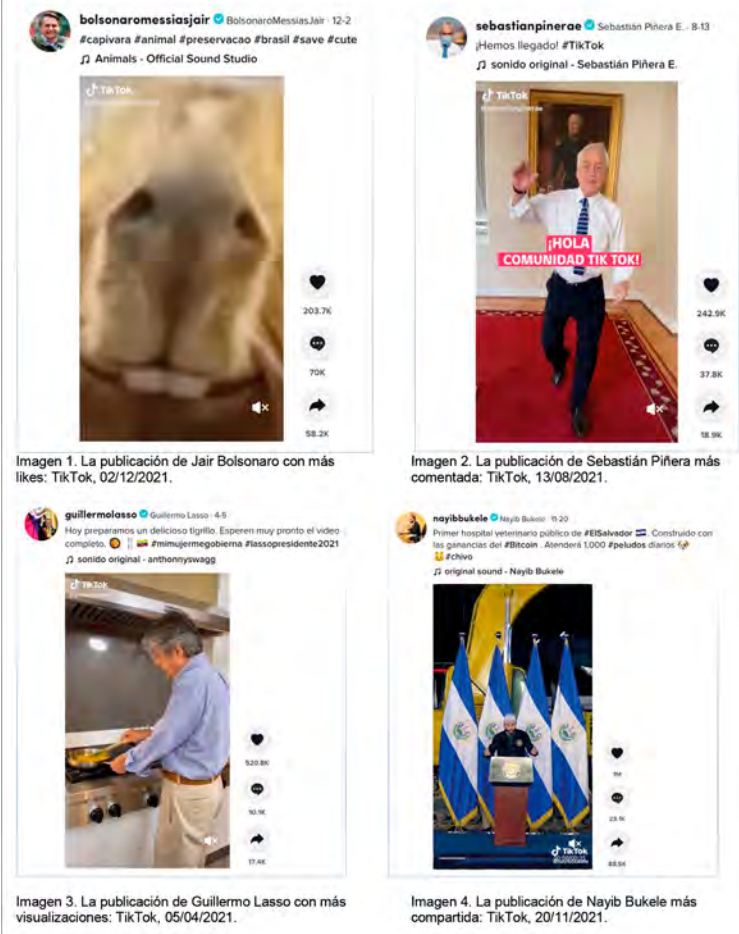 bolsonaromessiasjair BolsonaroMessiasJair · 12-2
#capivara #animal #preservacao #brasil #save #cute
♫ Animals - Official Sound Studio
TikTok
203.7K
70K
58.2K
Imagen 1. La publicación de Jair Bolsonaro con más
likes: TikTok, 02/12/2021.
sebastianpinerae Sebastián Piñera E. · 8-13
¡Hemos llegado! #TikTok
♫ sonido original - Sebastián Piñera E.
TikTok
¡HOLA
COMUNIDAD TIK TOK!
242.9K
37.8K
18.9K
Imagen 2. La publicación de Sebastián Piñera más
comentada: TikTok, 13/08/2021.
guillermolasso Guillermo Lasso · 4-5
Hoy preparamos un delicioso tigrillo. Esperen muy pronto el video
completo. #mimujermegobierna #lassopresidente2021
♫ sonido original - anthonnyswagg
TikTok
520.8K
10.1K
17.4K
Imagen 3. La publicación de Guillermo Lasso con más
visualizaciones: TikTok, 05/04/2021.
nayibbukele Nayib Bukele · 11-20
Primer hospital veterinario público de #ElSalvador . Construido con
las ganancias del #Bitcoin . Atenderá 1,000 #peludos diarios
#chivo
♫ original sound - Nayib Bukele
1M
TikTok
Imagen 4. La publicación de Nayib Bukele más
compartida: TikTok, 20/11/2021.